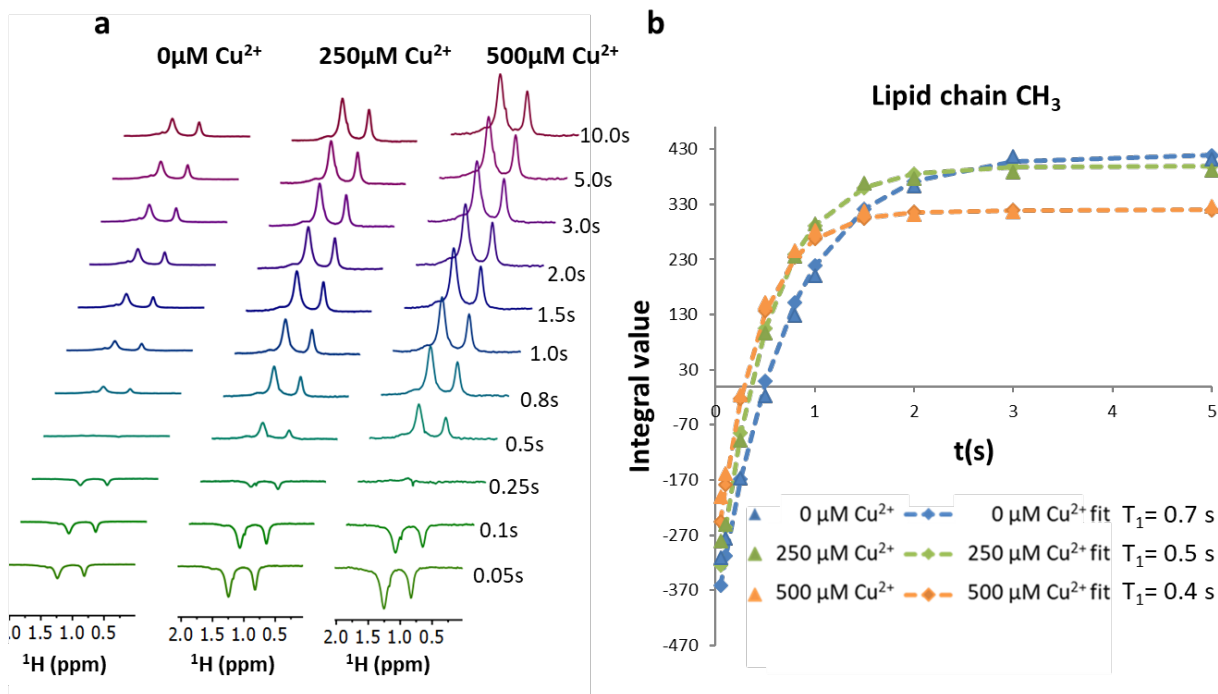 a
0µM Cu²⁺ 250µM Cu²⁺ 500µM Cu²⁺
10.0s
5.0s
3.0s
2.0s
1.5s
1.0s
0.8s
0.5s
0.25s
0.1s
0.05s
.0 1.5 1.0 0.5
2.0 1.5 1.0 0.5
2.0 1.5 1.0 0.5
¹H (ppm) ¹H (ppm) ¹H (ppm)
b
Lipid chain CH₃
Integral value
430
330
230
130
30
-70
-170
-270
-370
-470
0 1 2 3 4 5
t(s)
0 µM Cu²⁺ 0 µM Cu²⁺ fit T₁= 0.7 s
250 µM Cu²⁺ 250 µM Cu²⁺ fit T₁= 0.5 s
500 µM Cu²⁺ 500 µM Cu²⁺ fit T₁= 0.4 s